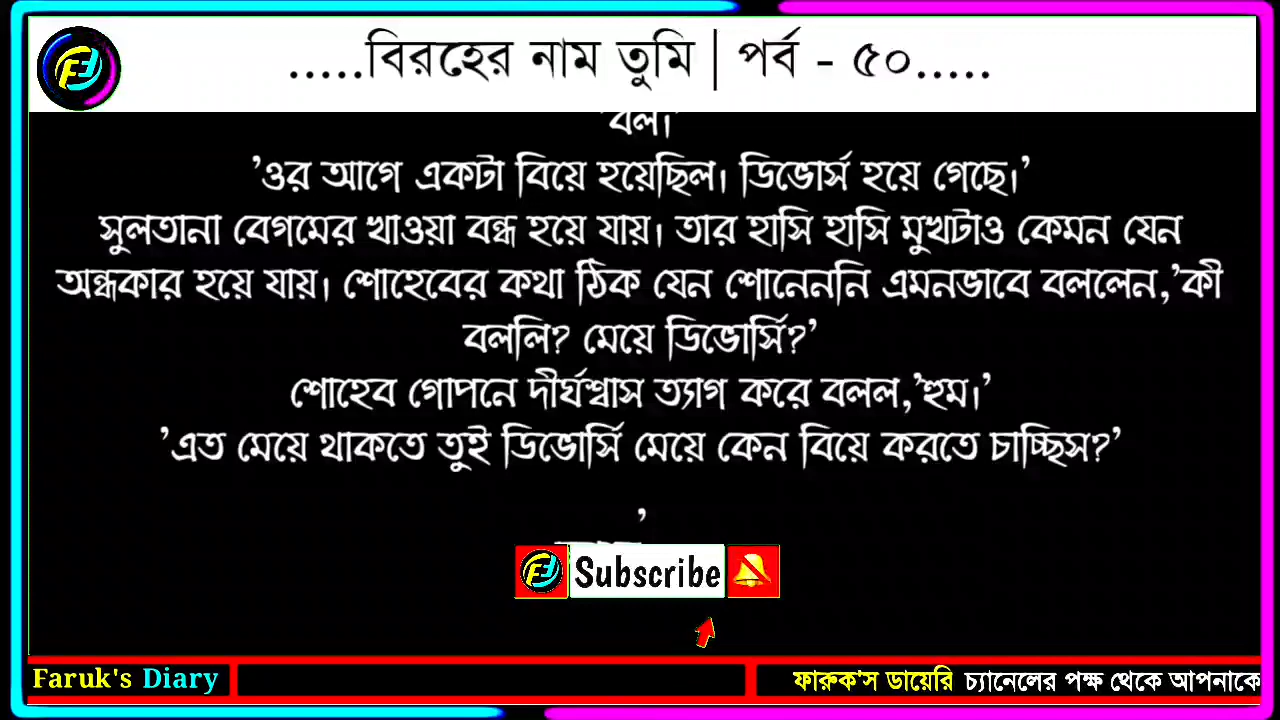 .....বিরহের নাম তুমি | পর্ব - ৫০.....
'বল।'
'ওর আগে একটা বিয়ে হয়েছিল। ডিভোর্স হয়ে গেছে।'
সুলতানা বেগমের খাওয়া বন্ধ হয়ে যায়। তার হাসি হাসি মুখটাও কেমন যেন
অন্ধকার হয়ে যায়। শোহেবের কথা ঠিক যেন শোনেননি এমনভাবে বললেন,'কী
বললি? মেয়ে ডিভোর্সি?'
শোহেব গোপনে দীর্ঘশ্বাস ত্যাগ করে বলল,'হুম।'
'এত মেয়ে থাকতে তুই ডিভোর্সি মেয়ে কেন বিয়ে করতে চাচ্ছিস?'
'
Subscribe
Faruk's Diary
ফারুক'স ডায়েরি চ্যানেলের পক্ষ থেকে আপনাকে